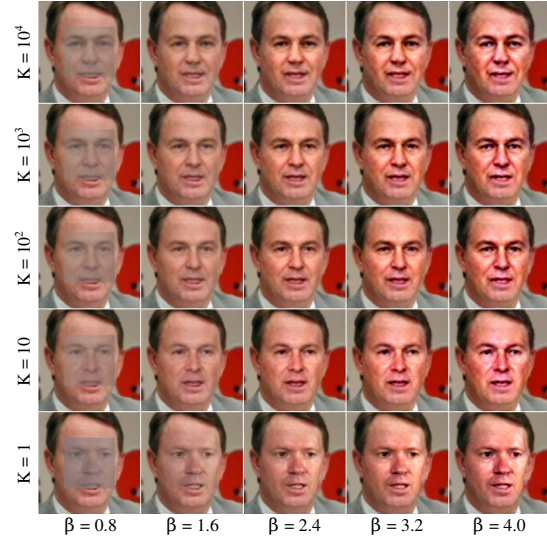 K = 10⁴
K = 10³
K = 10²
K = 10
K = 1
β = 0.8 β = 1.6 β = 2.4 β = 3.2 β = 4.0